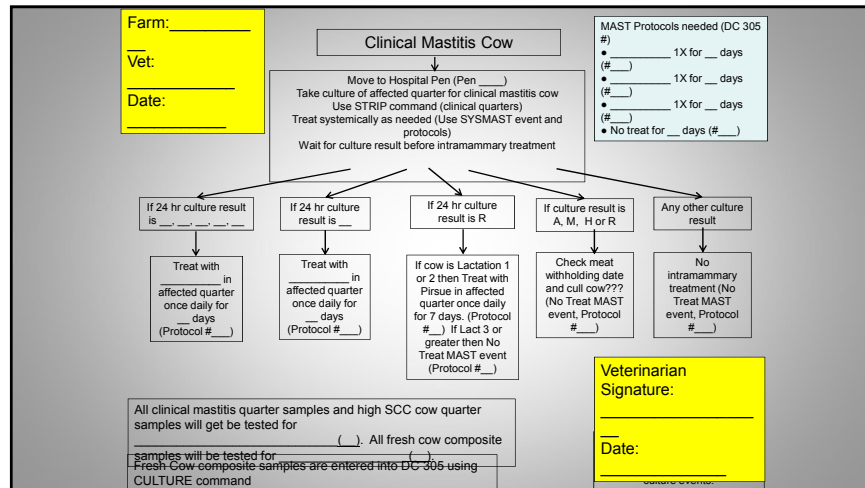 Farm:_________
__
Vet:
____________
Date:
___________
Clinical Mastitis Cow
MAST Protocols needed (DC 305
#)
● _________ 1X for __ days
(#___)
● _________ 1X for __ days
(#___)
● _________ 1X for __ days
(#___)
● No treat for __ days (#___)
Move to Hospital Pen (Pen ____)
Take culture of affected quarter for clinical mastitis cow
Use STRIP command (clinical quarters)
Treat systemically as needed (Use SYSMAST event and
protocols)
Wait for culture result before intramammary treatment
If 24 hr culture result
is __, __, __, __, __
Treat with
_________ in
affected quarter
once daily for
__ days
(Protocol #___)
If 24 hr culture
result is __
Treat with
_________ in
affected quarter
once daily for
__ days
(Protocol #___)
If 24 hr culture
result is R
If cow is Lactation 1
or 2 then Treat with
Pirsue in affected
quarter once daily
for 7 days. (Protocol
#__) If Lact 3 or
greater then No
Treat MAST event
(Protocol #__)
If culture result is
A, M, H or R
Check meat
withholding date
and cull cow???
(No Treat MAST
event, Protocol
#___)
Any other culture
result
No
intramammary
treatment (No
Treat MAST
event, Protocol
#___)
All clinical mastitis quarter samples and high SCC cow quarter
samples will get be tested for
__________________________(__). All fresh cow composite
samples will be tested for _______________(__).
Fresh Cow composite samples are entered into DC 305 using
CULTURE command
Veterinarian
Signature:
_________________
__
Date:
______________
culture events.